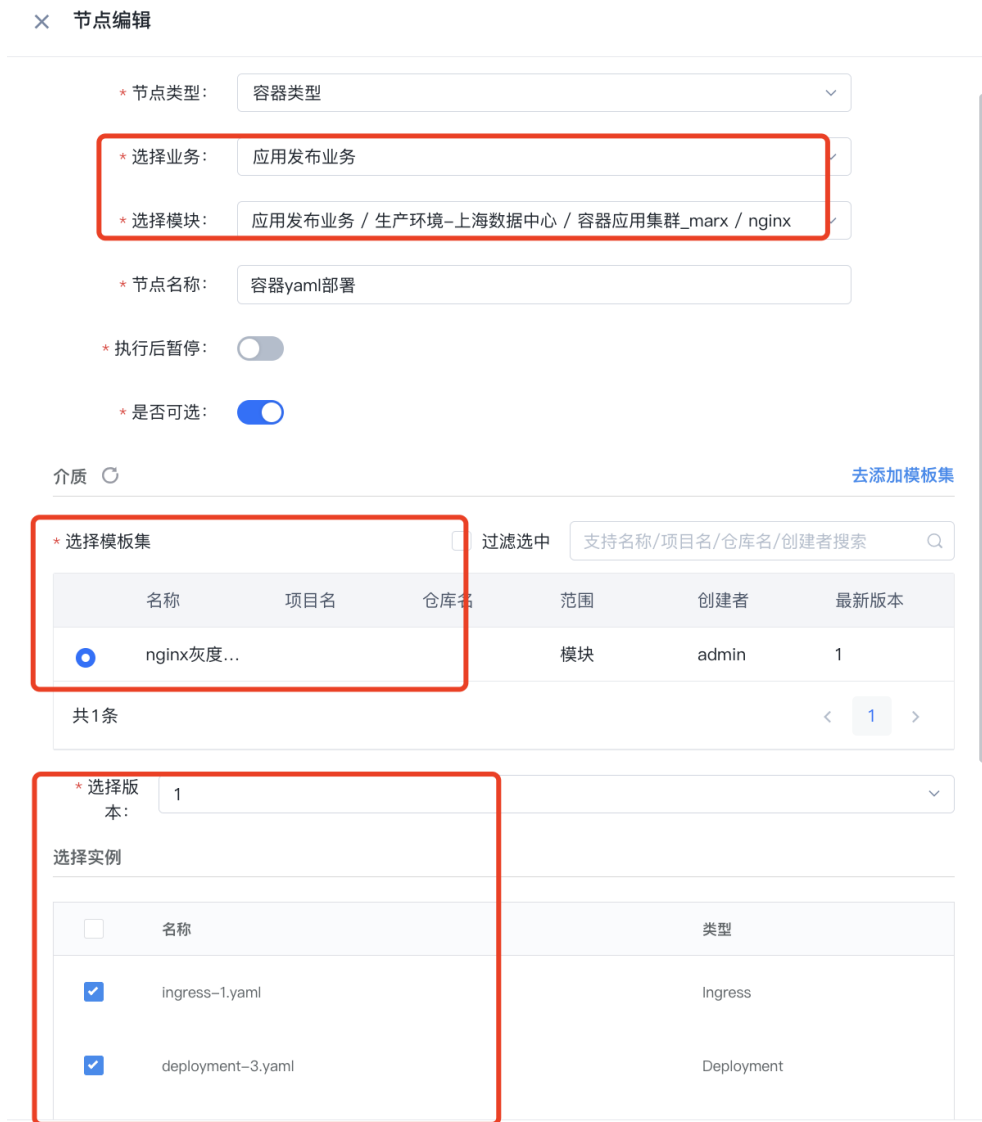 节点编辑
* 节点类型: 容器类型
* 选择业务: 应用发布业务
* 选择模块: 应用发布业务 / 生产环境-上海数据中心 / 容器应用集群_marx / nginx
* 节点名称: 容器yaml部署
* 执行后暂停:
* 是否可选:
介质 去添加模板集
* 选择模板集 过滤选中 支持名称/项目名/仓库名/创建者搜索
名称 项目名 仓库名 范围 创建者 最新版本
nginx灰度... 模块 admin 1
共1条 1
* 选择版 1
本:
选择实例
名称 类型
ingress-1.yaml Ingress
deployment-3.yaml Deployment